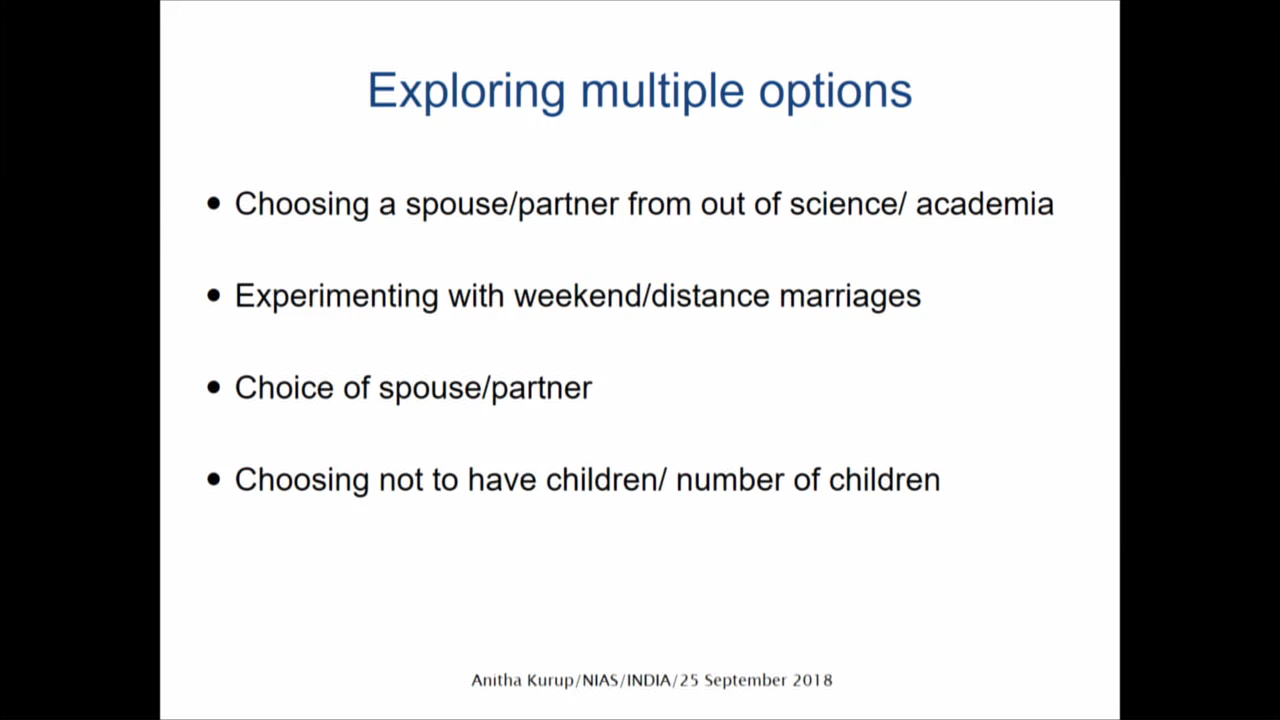 Exploring multiple options
• Choosing a spouse/partner from out of science/ academia
• Experimenting with weekend/distance marriages
• Choice of spouse/partner
• Choosing not to have children/ number of children
Anitha Kurup/NIAS/INDIA/25 September 2018